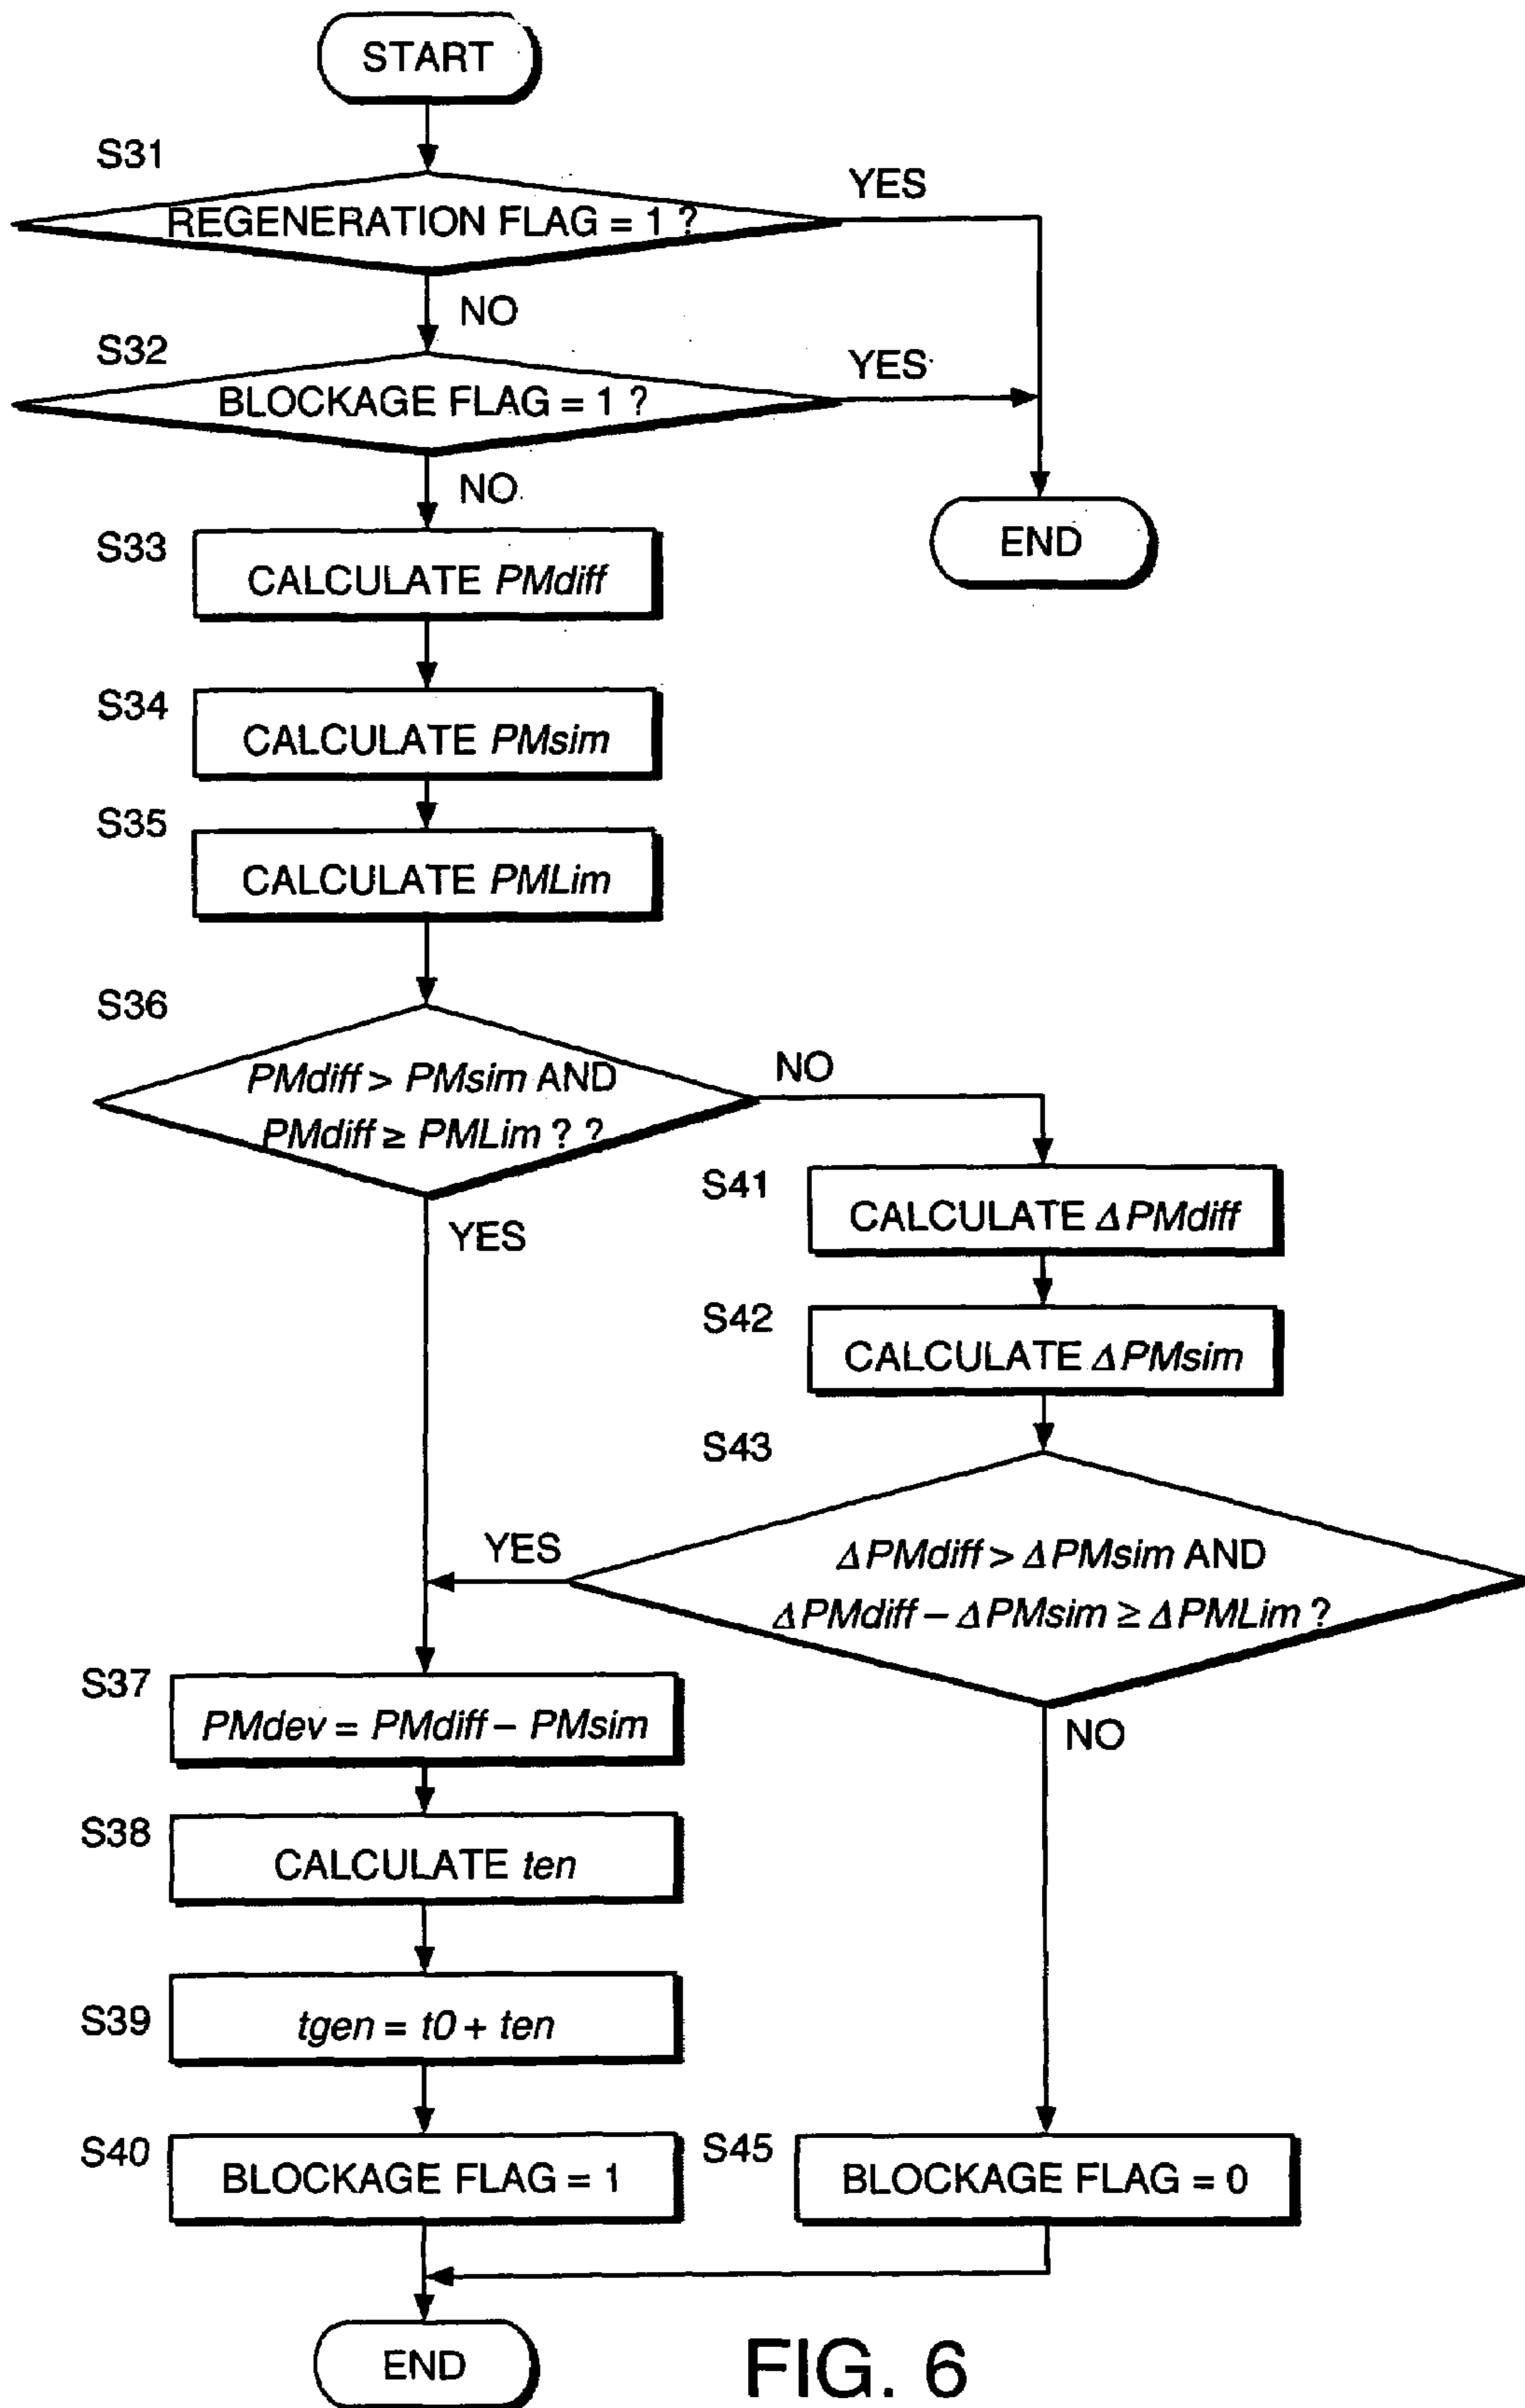 START
S31
REGENERATION FLAG = 1 ?
YES
NO
S32
BLOCKAGE FLAG = 1 ?
YES
NO
END
S33
CALCULATE PMdiff
S34
CALCULATE PMsim
S35
CALCULATE PMLim
S36
PMdiff > PMsim AND
PMdiff ≥ PMLim ? ?
NO
YES
S41
CALCULATE ΔPMdiff
S42
CALCULATE ΔPMsim
S43
ΔPMdiff > ΔPMsim AND
ΔPMdiff – ΔPMsim ≥ ΔPMLim ?
YES
NO
S37
PMdev = PMdiff – PMsim
S38
CALCULATE ten
S39
tgen = t0 + ten
S40
BLOCKAGE FLAG = 1
S45
BLOCKAGE FLAG = 0
END
FIG. 6